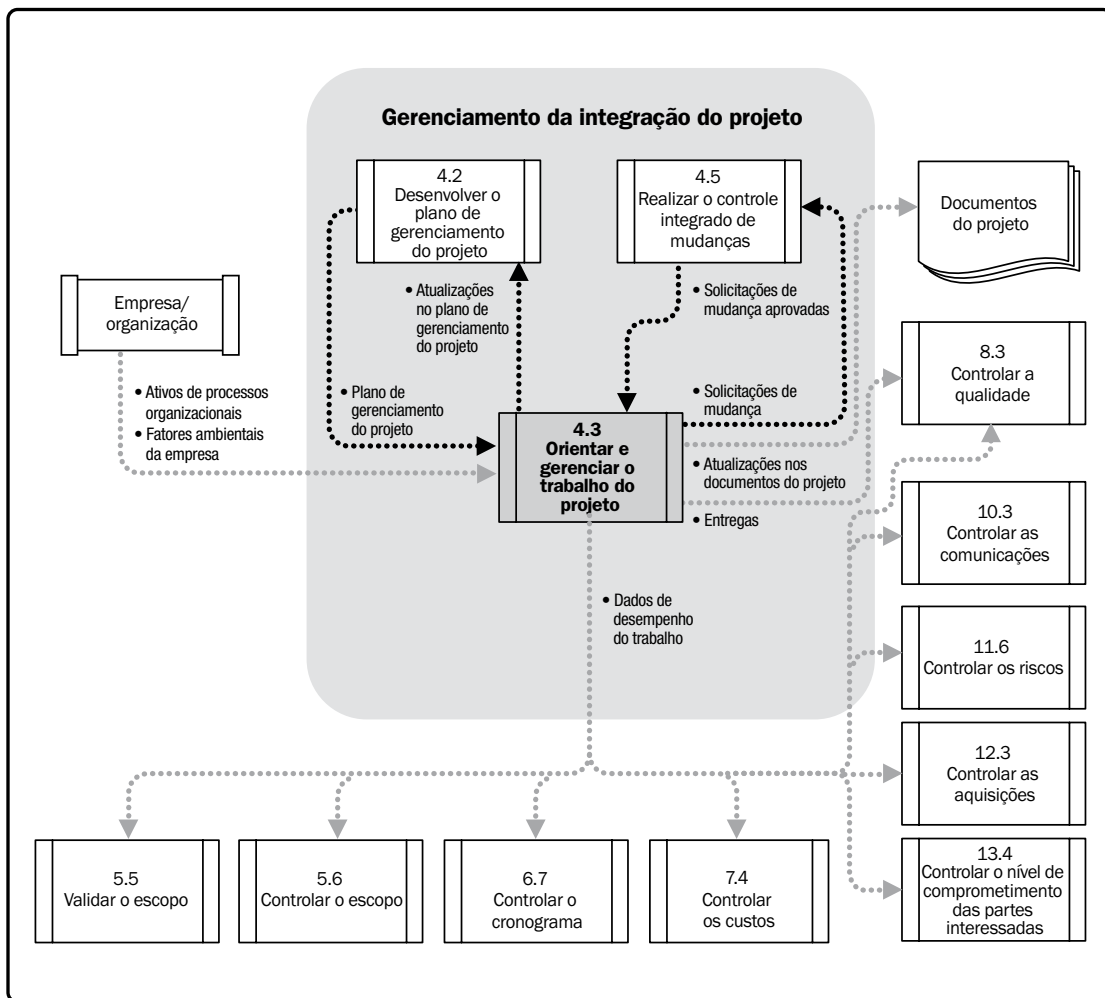 Gerenciamento da integração do projeto
4.2
Desenvolver o
plano de
gerenciamento
do projeto
4.5
Realizar o controle
integrado de
mudanças
Documentos
do projeto
Empresa/
organização
• Atualizações
no plano de
gerenciamento
do projeto
• Solicitações de
mudança aprovadas
8.3
Controlar a
qualidade
• Ativos de processos
organizacionais
• Fatores ambientais
da empresa
• Plano de
gerenciamento
do projeto
• Solicitações de
mudança
4.3
Orientar e
gerenciar o
trabalho do
projeto
• Atualizações nos
documentos do projeto
• Entregas
10.3
Controlar as
comunicações
• Dados de
desempenho
do trabalho
11.6
Controlar os riscos
12.3
Controlar as
aquisições
5.5
Validar o escopo
5.6
Controlar o escopo
6.7
Controlar o
cronograma
7.4
Controlar
os custos
13.4
Controlar o nível de
comprometimento
das partes
interessadas